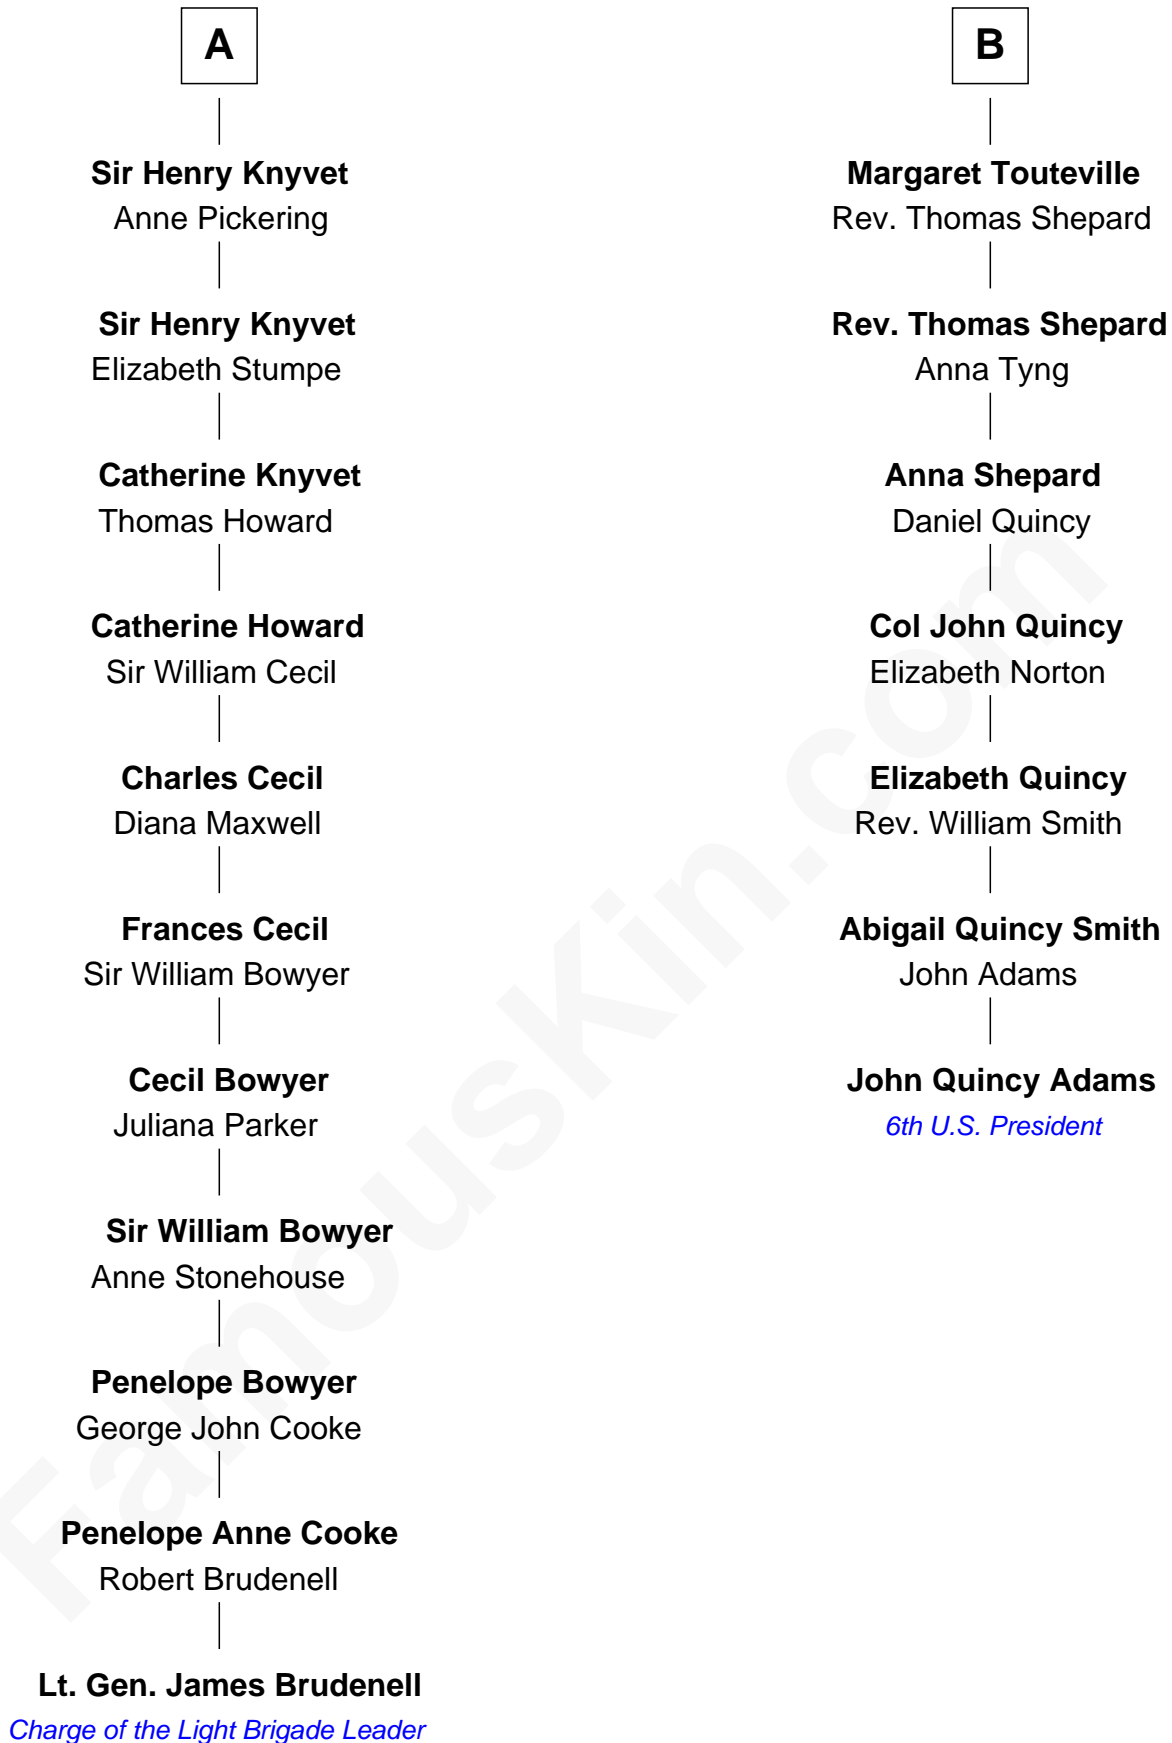 A
Sir Henry Knyvet
Anne Pickering
Sir Henry Knyvet
Elizabeth Stumpe
Catherine Knyvet
Thomas Howard
Catherine Howard
Sir William Cecil
Charles Cecil
Diana Maxwell
Frances Cecil
Sir William Bowyer
Cecil Bowyer
Juliana Parker
Sir William Bowyer
Anne Stonehouse
Penelope Bowyer
George John Cooke
Penelope Anne Cooke
Robert Brudenell
Lt. Gen. James Brudenell
Charge of the Light Brigade Leader
B
Margaret Touteville
Rev. Thomas Shepard
Rev. Thomas Shepard
Anna Tyng
Anna Shepard
Daniel Quincy
Col John Quincy
Elizabeth Norton
Elizabeth Quincy
Rev. William Smith
Abigail Quincy Smith
John Adams
John Quincy Adams
6th U.S. President
FamousKin.com